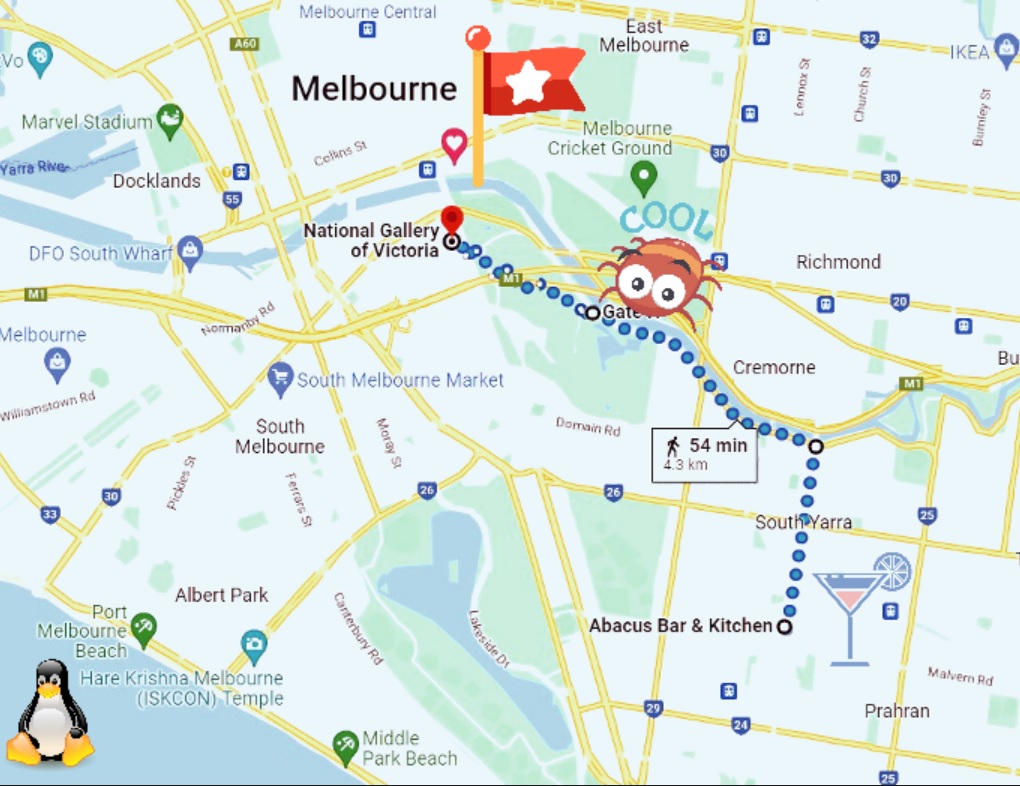 Melbourne Central
East
Melbourne
A60
32
IKEA
Vo
Melbourne
Lennox St
Church St
Burnley St
Marvel Stadium
Melbourne
Cricket Ground
Collins St
30
30
Yarra River
Docklands
55
COOL
National Gallery
of Victoria
DFO South Wharf
Richmond
M1
M1
20
Normanby Rd
Gate
Melbourne
Cremorne
Bu
South Melbourne Market
M1
Williamstown Rd
Domain Rd
South
Melbourne
Moray St
54 min
4.3 km
Pickles St
Ferrars St
30
26
26
33
25
South Yarra
Albert Park
Port
Melbourne
Beach
Canterbury Rd
Lakeside Dr
Abacus Bar & Kitchen
Hare Krishna Melbourne
(ISKCON) Temple
Malvern Rd
29
24
Prahran
Middle
Park Beach
25